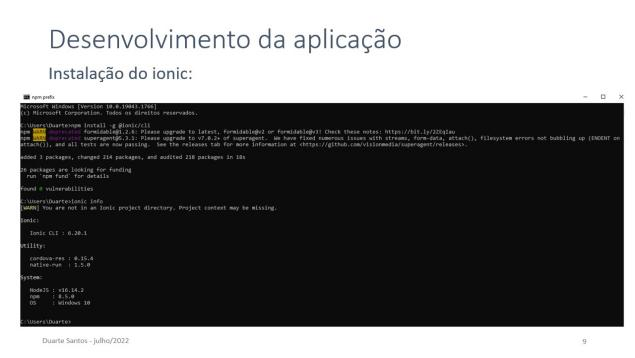 Desenvolvimento da aplicação
Instalação do ionic:
npm prefix
Microsoft Windows [Version 10.0.19043.1766]
(c) Microsoft Corporation. Todos os direitos reservados.
C:\Users\Duarte>npm install -g @ionic/cli
npm WARN deprecated formidable@1.2.6: Please upgrade to latest, formidable@v2 or formidable@v3! Check these notes: https://bit.ly/2ZEqIau
npm WARN deprecated superagent@5.3.1: Please upgrade to v7.0.2+ of superagent. We have fixed numerous issues with streams, form-data, attach(), filesystem errors not bubbling up (ENOENT on
attach()), and all tests are now passing. See the releases tab for more information at <https://github.com/visionmedia/superagent/releases>.
added 3 packages, changed 214 packages, and audited 218 packages in 18s
26 packages are looking for funding
run `npm fund` for details
found 0 vulnerabilities
C:\Users\Duarte>ionic info
[WARN] You are not in an Ionic project directory. Project context may be missing.
Ionic:
Ionic CLI : 6.20.1
Utility:
cordova-res : 0.15.4
native-run : 1.5.0
System:
NodeJS : v16.14.2
npm : 8.5.0
OS : Windows 10
C:\Users\Duarte>
Duarte Santos - julho/2022
9